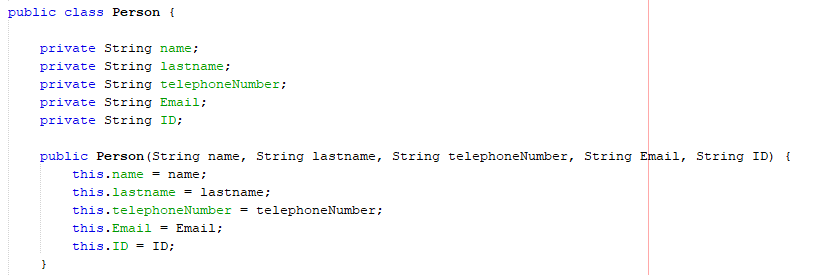 public class Person {
private String name;
private String lastname;
private String telephoneNumber;
private String Email;
private String ID;
public Person(String name, String lastname, String telephoneNumber, String Email, String ID) {
this.name = name;
this.lastname = lastname;
this.telephoneNumber = telephoneNumber;
this.Email = Email;
this.ID = ID;
}